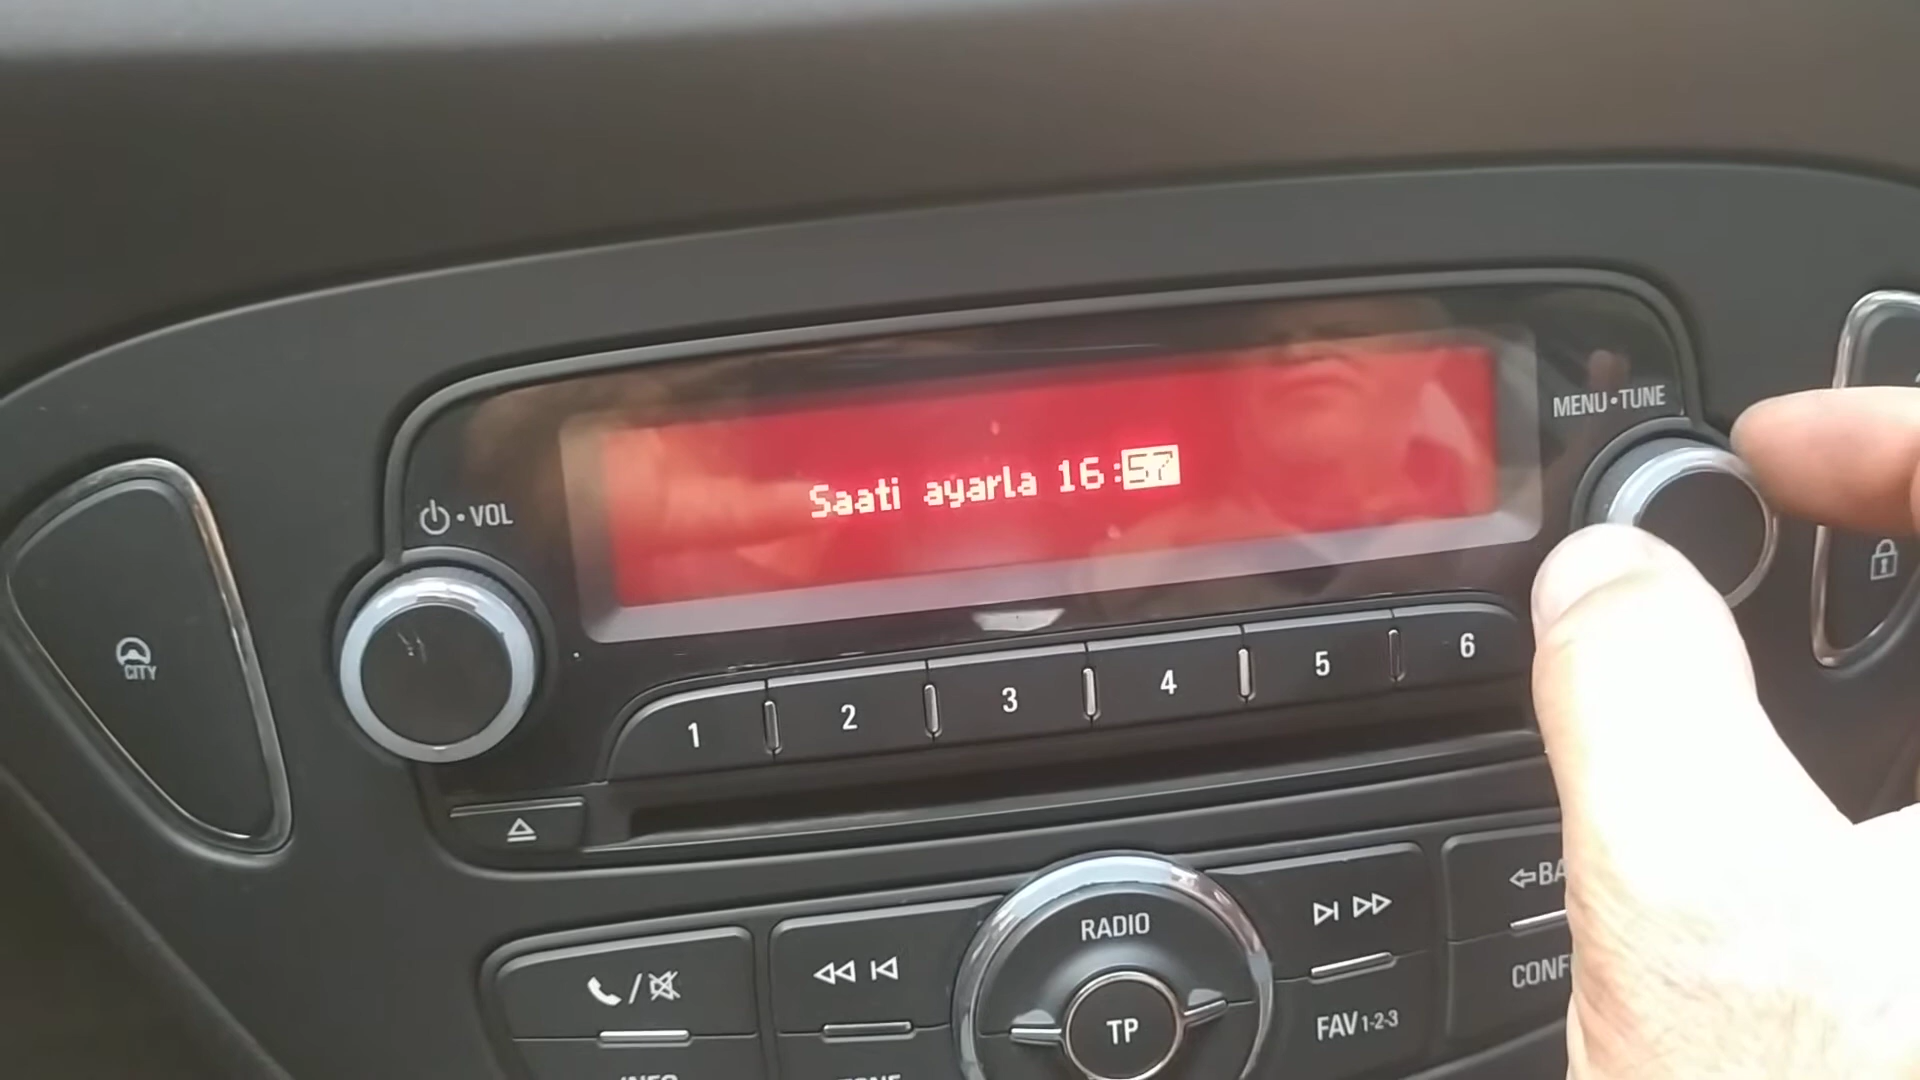 MENU•TUNE
Saati ayarla 16:57
•VOL
CITY
1 2 3 4 5 6
RADIO
TP
FAV 1-2-3